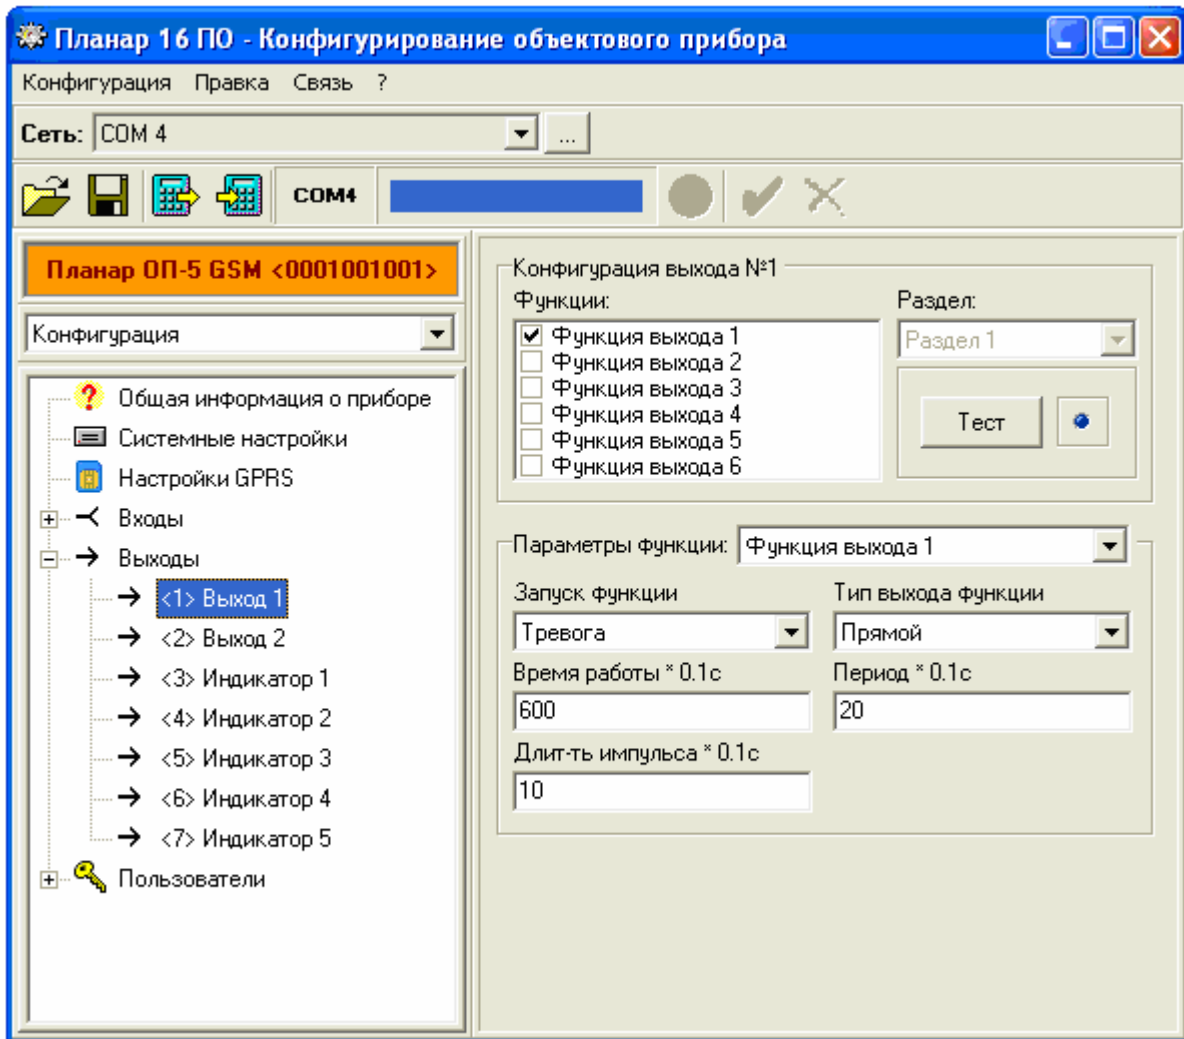 Планар 16 ПО - Конфигурирование объектового прибора
Конфигурация Правка Связь ?
Сеть: COM 4 ...
COM4
Планар ОП-5 GSM <0001001001>
Конфигурация
Общая информация о приборе
Системные настройки
Настройки GPRS
Входы
Выходы
<1> Выход 1
<2> Выход 2
<3> Индикатор 1
<4> Индикатор 2
<5> Индикатор 3
<6> Индикатор 4
<7> Индикатор 5
Пользователи
Конфигурация выхода №1
Функции: Раздел:
Функция выхода 1
Функция выхода 2
Функция выхода 3
Функция выхода 4
Функция выхода 5
Функция выхода 6
Раздел 1
Тест
Параметры функции: Функция выхода 1
Запуск функции Тип выхода функции
Тревога Прямой
Время работы * 0.1с Период * 0.1с
600 20
Длит-ть импульса * 0.1с
10